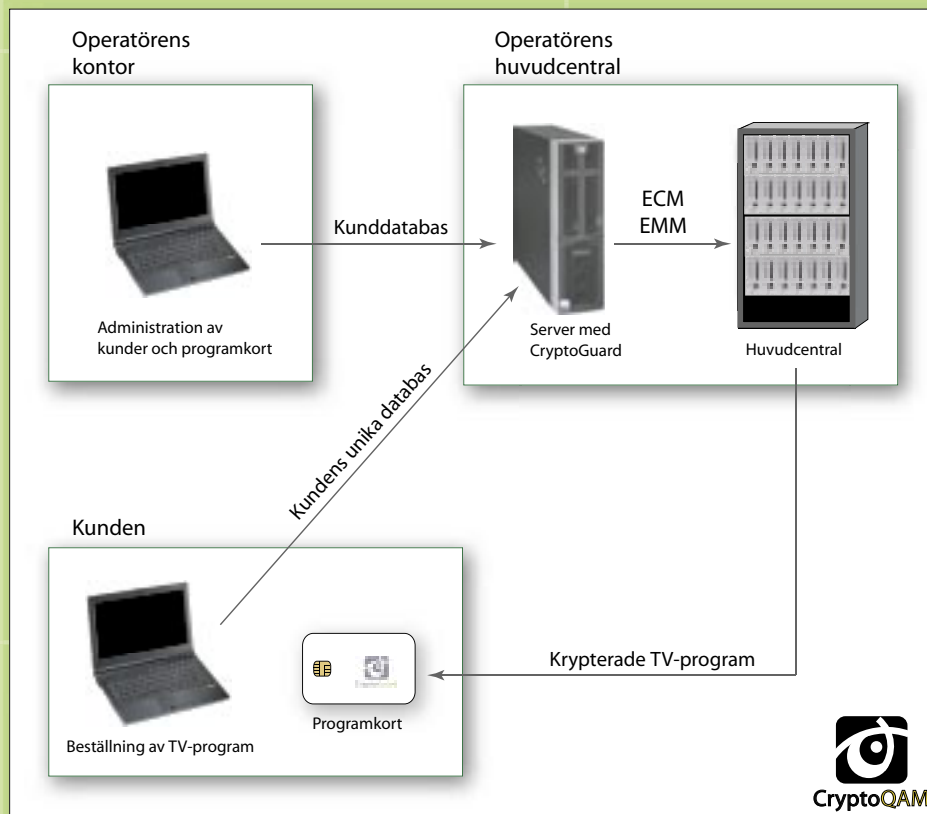 Operatörens
kontor
Operatörens
huvudcentral
Kunddatabas
ECM
EMM
Administration av
kunder och programkort
Server med
CryptoGuard
Huvudcentral
Kundens unika databas
Kunden
Krypterade TV-program
CryptoGuard
Programkort
Beställning av TV-program
CryptoQAM